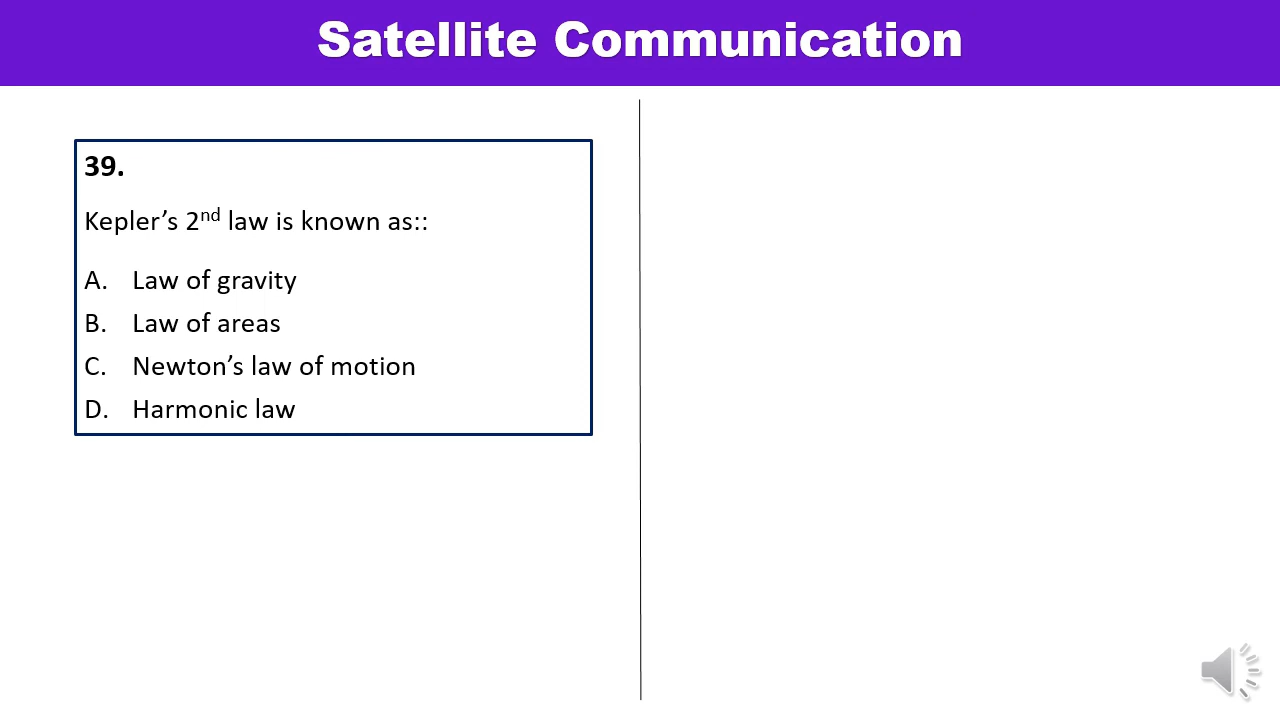 Satellite Communication
39.
Kepler’s 2nd law is known as::
A. Law of gravity
B. Law of areas
C. Newton’s law of motion
D. Harmonic law